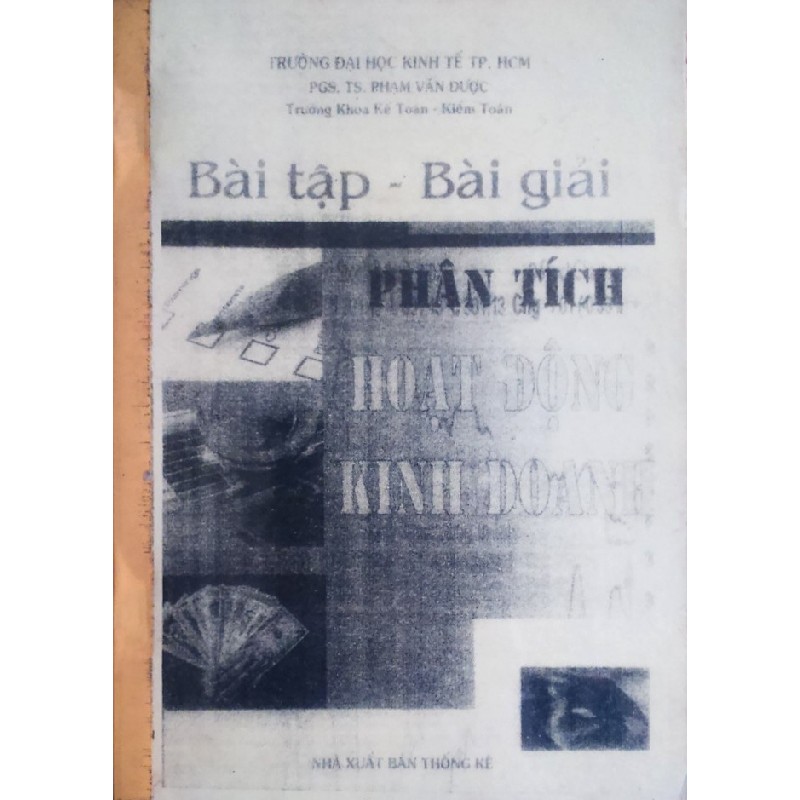 TRƯỜNG ĐẠI HỌC KINH TẾ TP. HCM
PGS. TS. PHẠM VĂN ĐƯỢC
Trưởng Khoa Kế Toán - Kiểm Toán
Bài tập - Bài giải
PHÂN TÍCH
HOẠT ĐỘNG
KINH DOANH
NHÀ XUẤT BẢN THỐNG KÊ